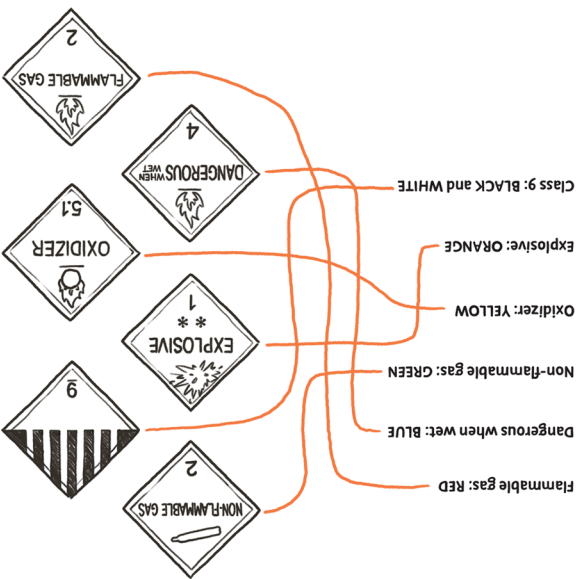 Flammable gas: RED
Dangerous when wet: BLUE
Non-flammable gas: GREEN
Oxidizer: YELLOW
Explosive: ORANGE
Class 9: BLACK and WHITE
NON-FLAMMABLE GAS
2
9
EXPLOSIVE
* *
1
OXIDIZER
5.1
DANGEROUS WHEN WET
4
FLAMMABLE GAS
2